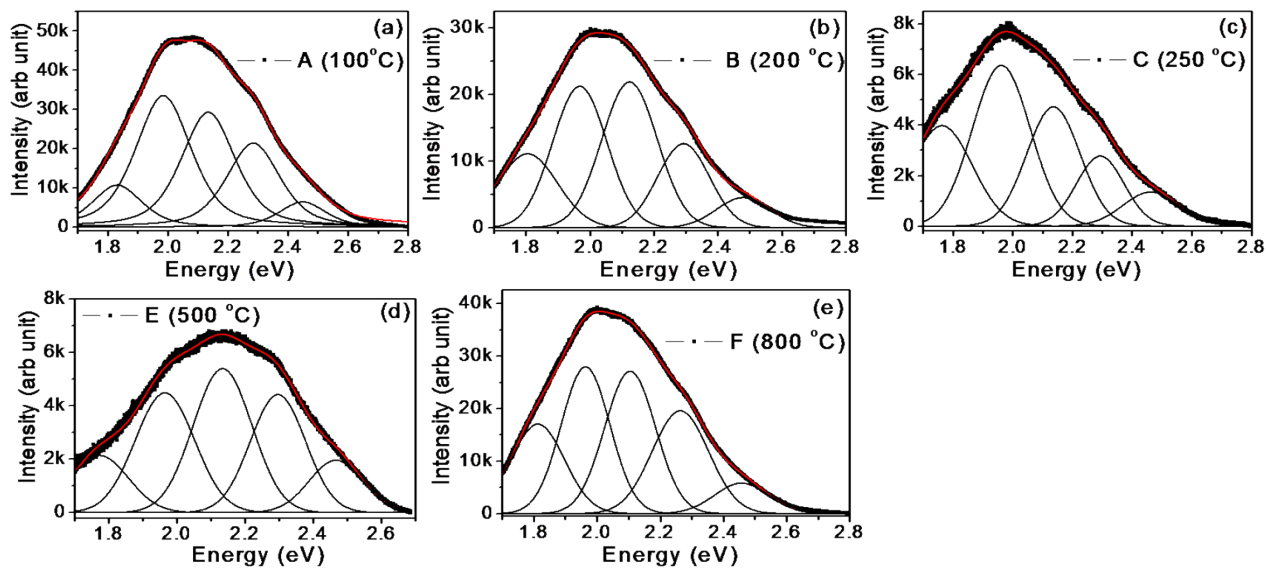 (a)
A (100°C)
Intensity (arb unit)
50k
40k
30k
20k
10k
0
1.8 2.0 2.2 2.4 2.6 2.8
Energy (eV)
(b)
B (200 °C)
Intensity (arb unit)
30k
20k
10k
0
1.8 2.0 2.2 2.4 2.6 2.8
Energy (eV)
(c)
C (250 °C)
Intensity (arb unit)
8k
6k
4k
2k
0
1.8 2.0 2.2 2.4 2.6 2.8
Energy (eV)
(d)
E (500 °C)
Intensity (arb unit)
8k
6k
4k
2k
0
1.8 2.0 2.2 2.4 2.6
Energy (eV)
(e)
F (800 °C)
Intensity (arb unit)
40k
30k
20k
10k
0
1.8 2.0 2.2 2.4 2.6 2.8
Energy (eV)